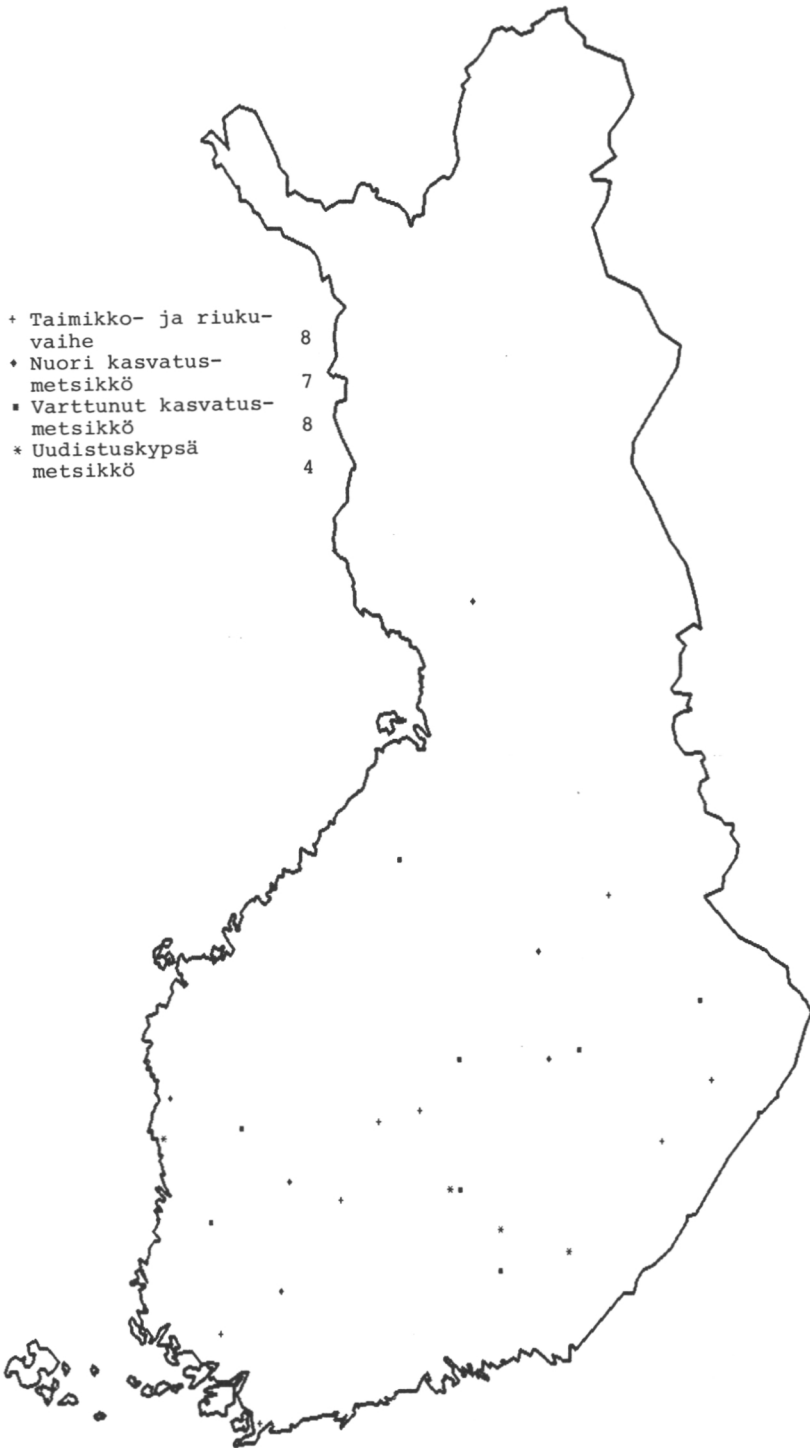 + Taimikko- ja riuku-
vaihe 8
♦ Nuori kasvatus-
metsikkö 7
▪ Varttunut kasvatus-
metsikkö 8
* Uudistuskypsä
metsikkö 4